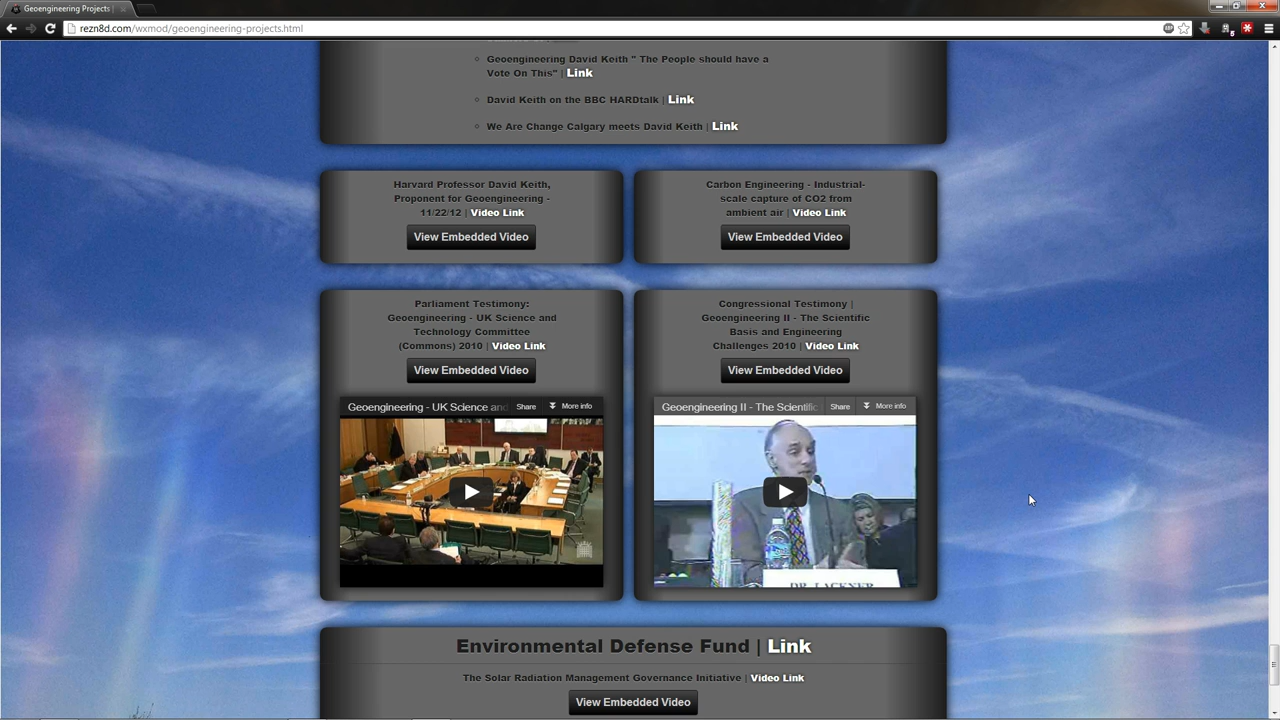 Geoengineering Projects |
rezn8d.com/wxmod/geoengineering-projects.html
Geoengineering David Keith " The People should have a
Vote On This" | Link
David Keith on the BBC HARDtalk | Link
We Are Change Calgary meets David Keith | Link
Harvard Professor David Keith,
Proponent for Geoengineering -
11/22/12 | Video Link
View Embedded Video
Carbon Engineering - Industrial-
scale capture of CO2 from
ambient air | Video Link
View Embedded Video
Parliament Testimony:
Geoengineering - UK Science and
Technology Committee
(Commons) 2010 | Video Link
View Embedded Video
Geoengineering - UK Science and Share More info
Congressional Testimony |
Geoengineering II - The Scientific
Basis and Engineering
Challenges 2010 | Video Link
View Embedded Video
Geoengineering II - The Scientific Share More info
DR. LACKNER
Environmental Defense Fund | Link
The Solar Radiation Management Governance Initiative | Video Link
View Embedded Video